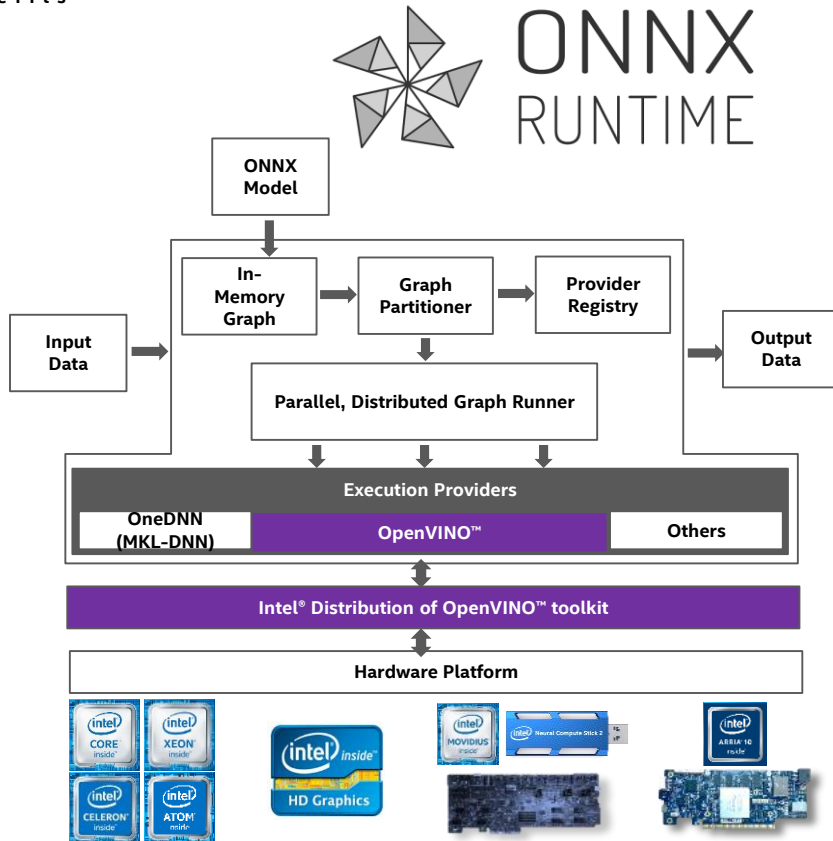 ONNX
RUNTIME
ONNX
Model
In-
Memory
Graph
Graph
Partitioner
Provider
Registry
Input
Data
Output
Data
Parallel, Distributed Graph Runner
Execution Providers
OneDNN
(MKL-DNN)
OpenVINO™
Others
Intel® Distribution of OpenVINO™ toolkit
Hardware Platform
intel
CORE
inside
intel
XEON
inside
intel
CELERON
inside
intel
ATOM
inside
intel inside
HD Graphics
intel
MOVIDIUS
inside
intel Neural Compute Stick 2
intel
ARRIA 10
inside